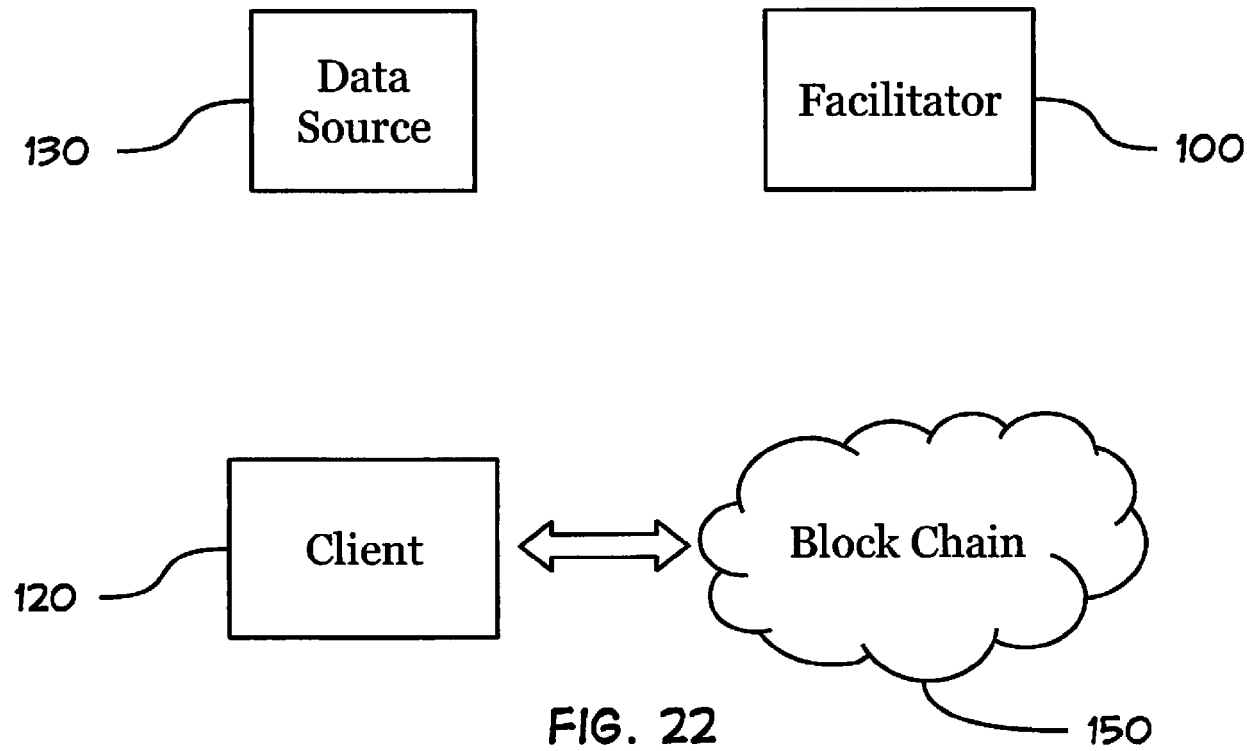 Data
Source
130
Facilitator
100
Client
120
Block Chain
150
FIG. 22